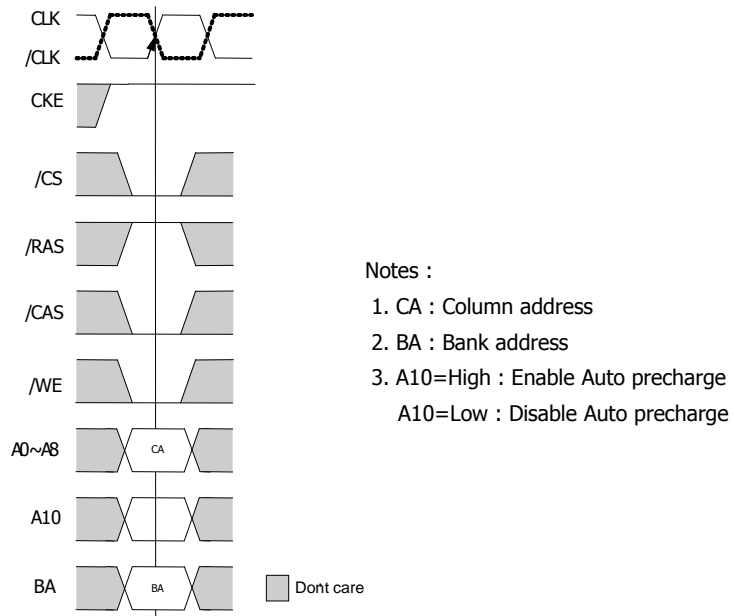 CLK
/CLK
CKE
/CS
/RAS
/CAS
/WE
A0~A8
CA
A10
BA
BA
Dont care
Notes :
1. CA : Column address
2. BA : Bank address
3. A10=High : Enable Auto precharge
A10=Low : Disable Auto precharge